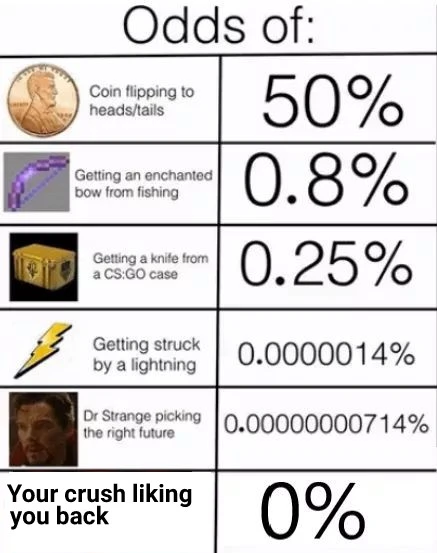 Odds of:
Coin flipping to
heads/tails
50%
Getting an enchanted
bow from fishing
0.8%
Getting a knife from
a CS:GO case
0.25%
Getting struck
by a lightning
0.0000014%
Dr Strange picking
the right future
0.00000000714%
Your crush liking
you back
0%